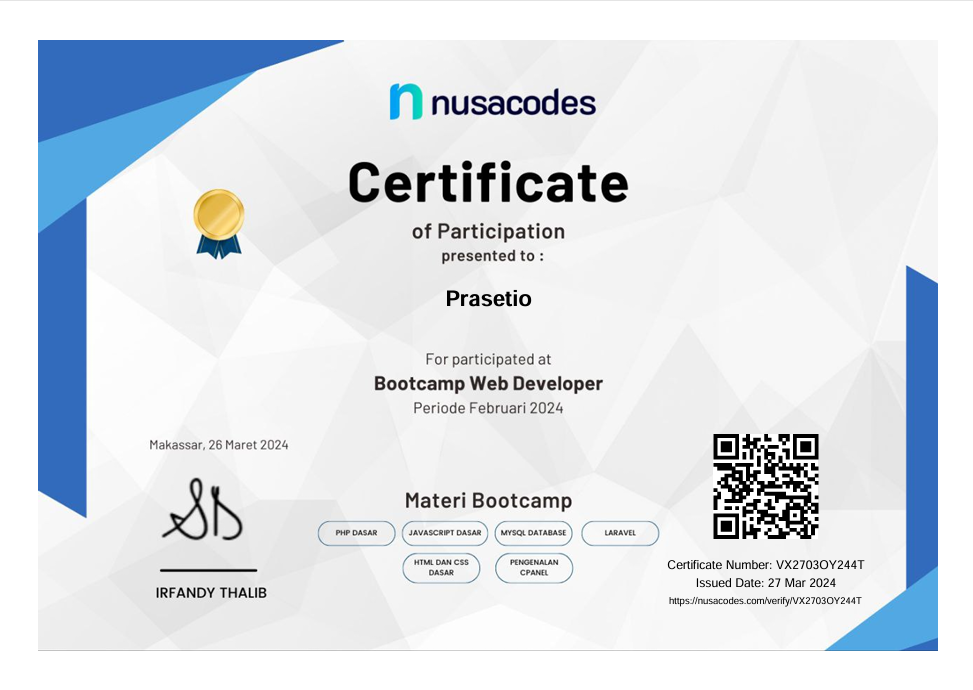 nusacodes
Certificate
of Participation
presented to :
Prasetio
For participated at
Bootcamp Web Developer
Periode Februari 2024
Makassar, 26 Maret 2024
IRFANDY THALIB
Materi Bootcamp
PHP DASAR
JAVASCRIPT DASAR
MYSQL DATABASE
LARAVEL
HTML DAN CSS
DASAR
PENGENALAN
CPANEL
Certificate Number: VX2703OY244T
Issued Date: 27 Mar 2024
https://nusacodes.com/verify/VX2703OY244T